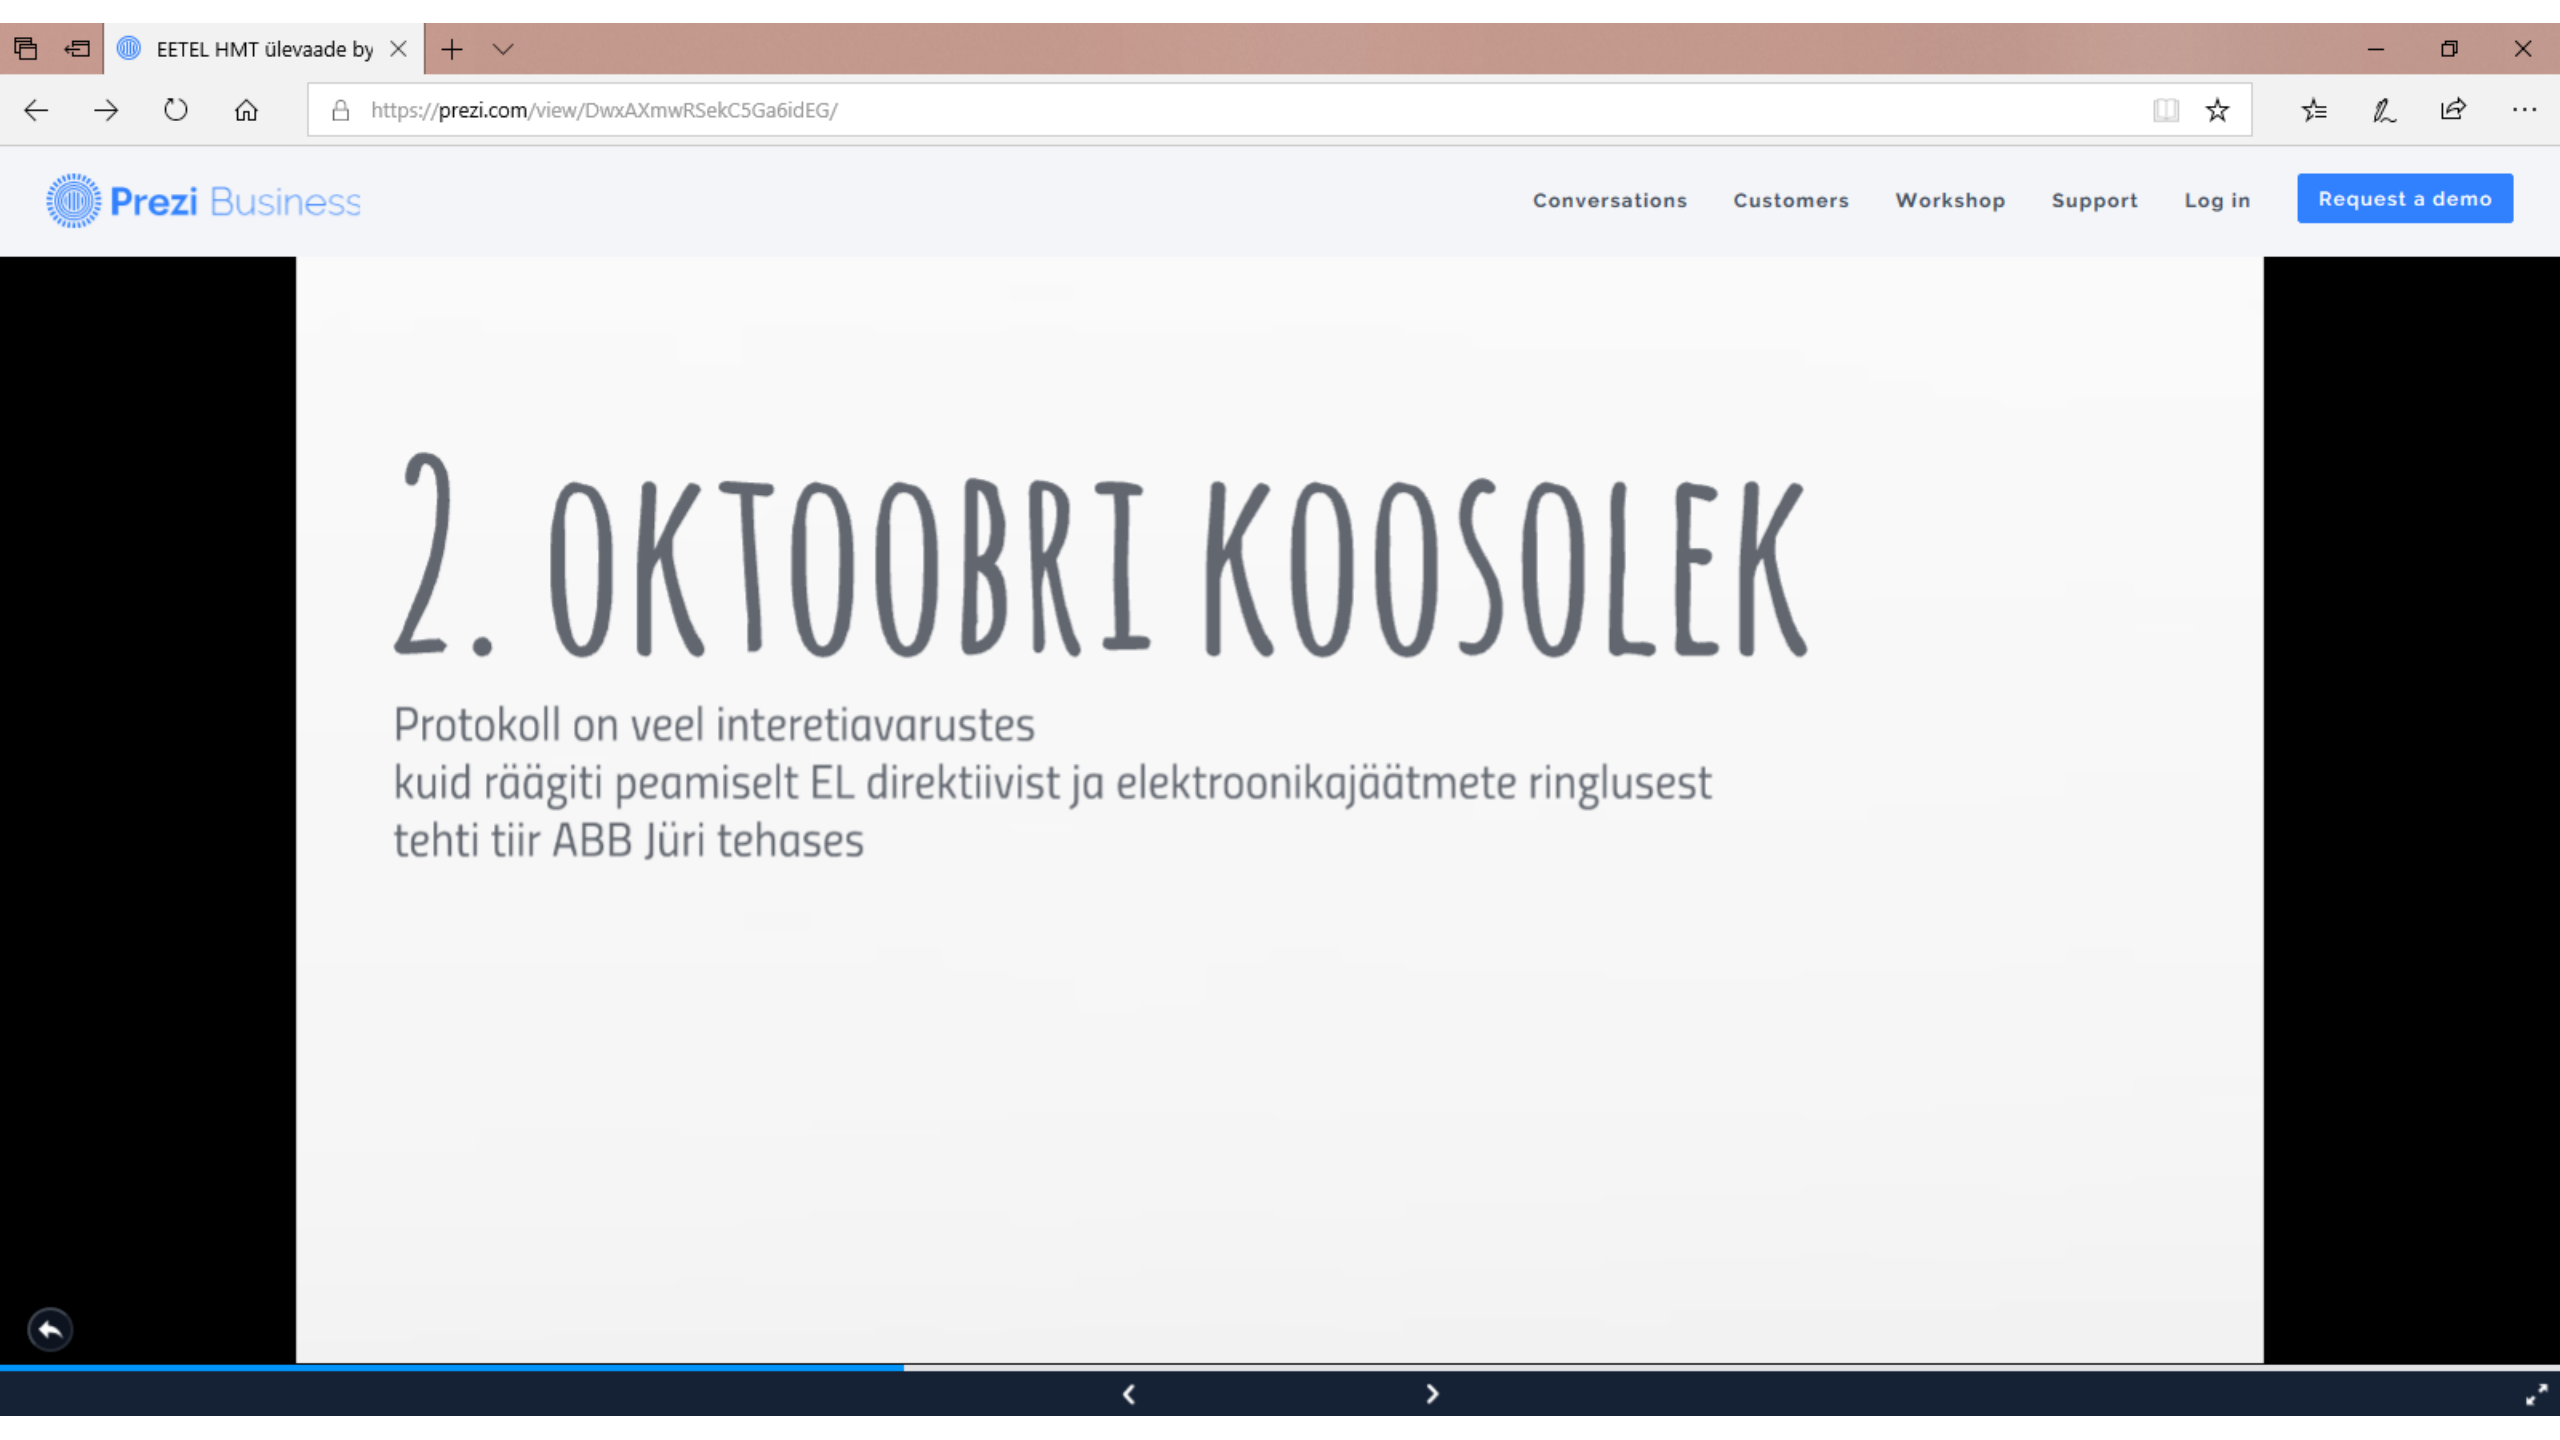 EETEL HMT ülevaade by
https://prezi.com/view/DwxAXmwRSekC5Ga6idEG/
Prezi Business
Conversations Customers Workshop Support Log in Request a demo
2. OKTOOBRI KOOSOLEK
Protokoll on veel interetiavarustes
kuid räägiti peamiselt EL direktiivist ja elektroonikajäätmete ringlusest
tehti tiir ABB Jüri tehases